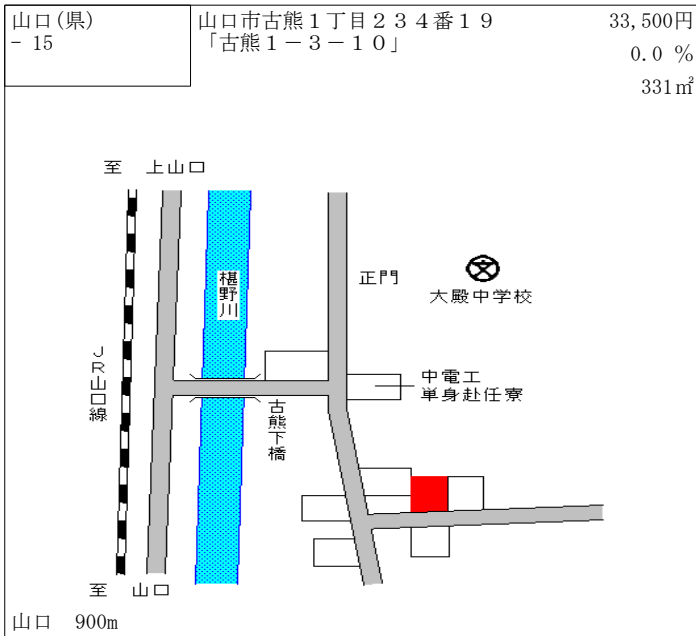 山口(県)
- 15
山口市古熊１丁目２３４番１９
「古熊１－３－１０」
33,500円
0.0 %
331㎡
至 上山口
正門
大殿中学校
椹野川
JR山口線
中電工
単身赴任寮
古熊下橋
至 山口
山口 900m